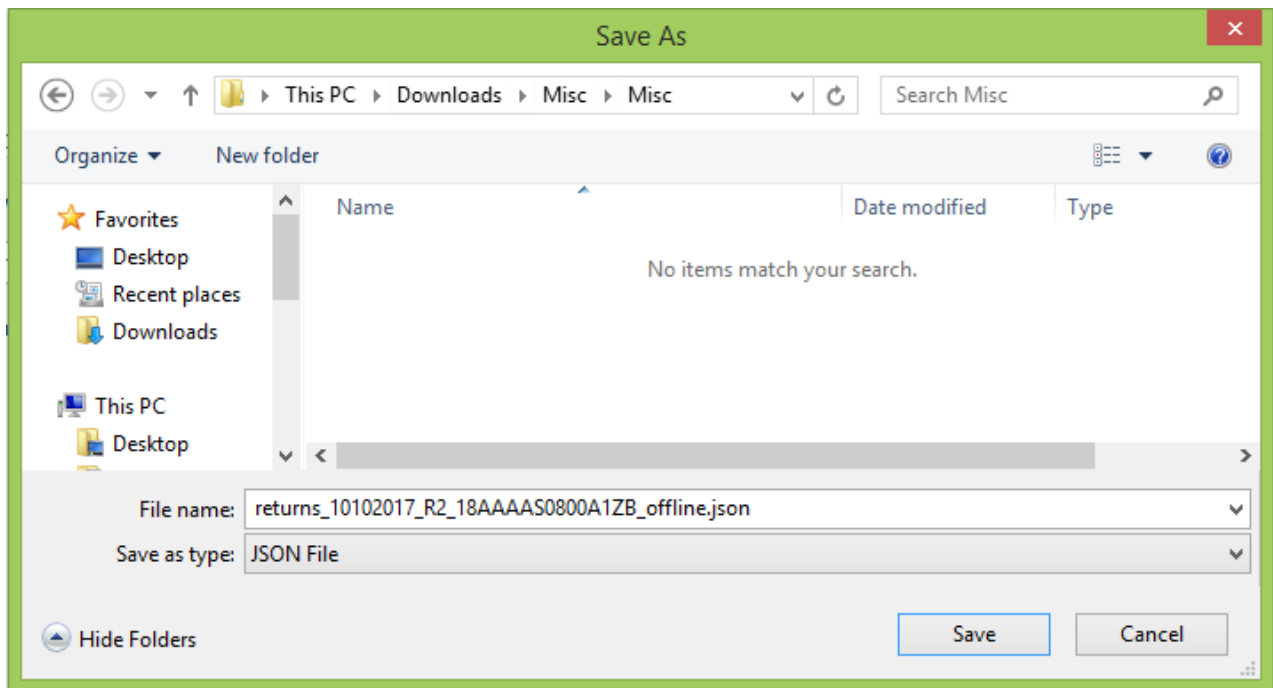 Save As
This PC Downloads Misc Misc Search Misc
Organize New folder
Name Date modified Type
Favorites
No items match your search.
Desktop
Recent places
Downloads
This PC
Desktop
File name: returns_10102017_R2_18AAAAS0800A1ZB_offline.json
Save as type: JSON File
Hide Folders Save Cancel